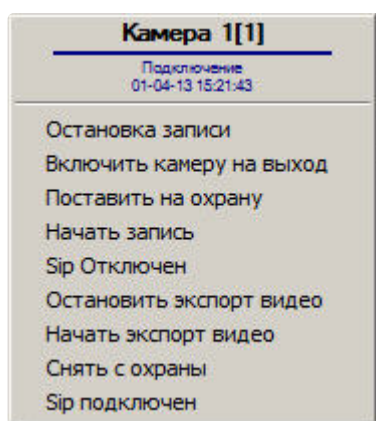 Камера 1[1]
Подключение
01-04-13 15:21:43
Остановка записи
Включить камеру на выход
Поставить на охрану
Начать запись
Sip Отключен
Остановить экспорт видео
Начать экспорт видео
Снять с охраны
Sip подключен